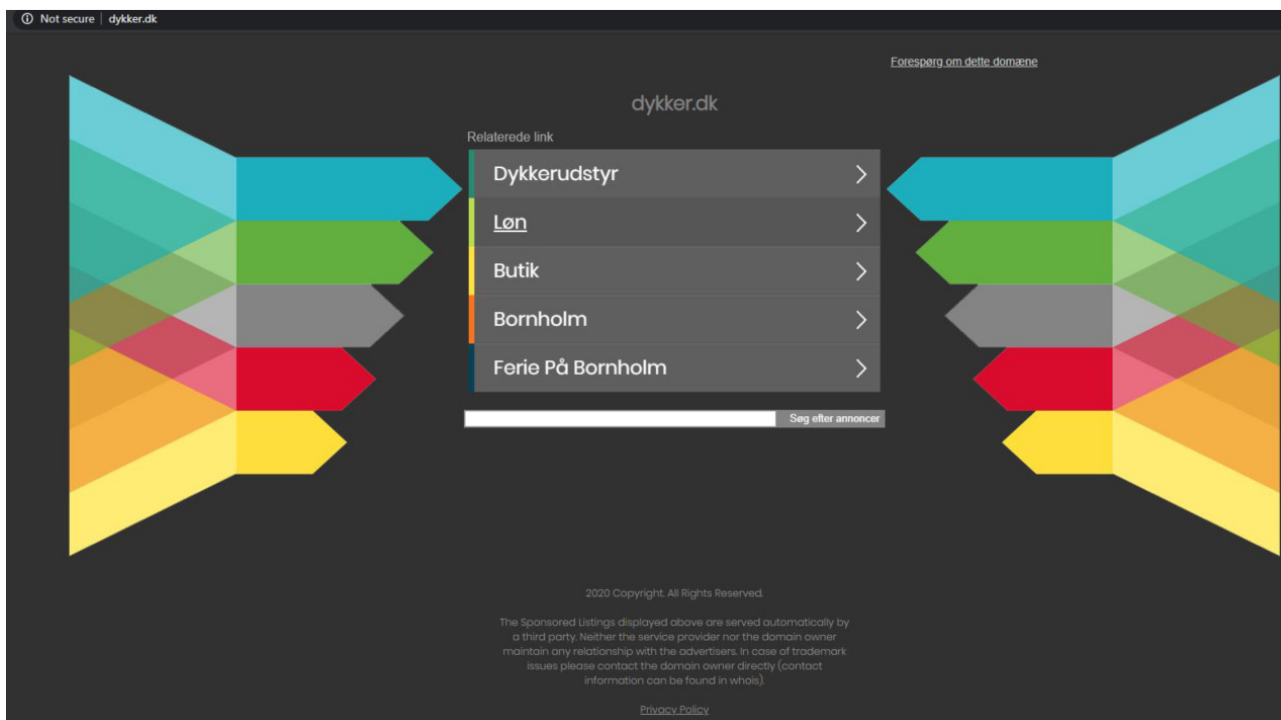 Not secure | dykker.dk
Forespørg om dette domæne
dykker.dk
Relaterede link
Dykkerudstyr
Løn
Butik
Bornholm
Ferie På Bornholm
Søg efter annoncer
2020 Copyright. All Rights Reserved.
The Sponsored Listings displayed above are served automatically by
a third party. Neither the service provider nor the domain owner
maintain any relationship with the advertisers. In case of trademark
issues please contact the domain owner directly (contact
information can be found in whois).
Privacy Policy